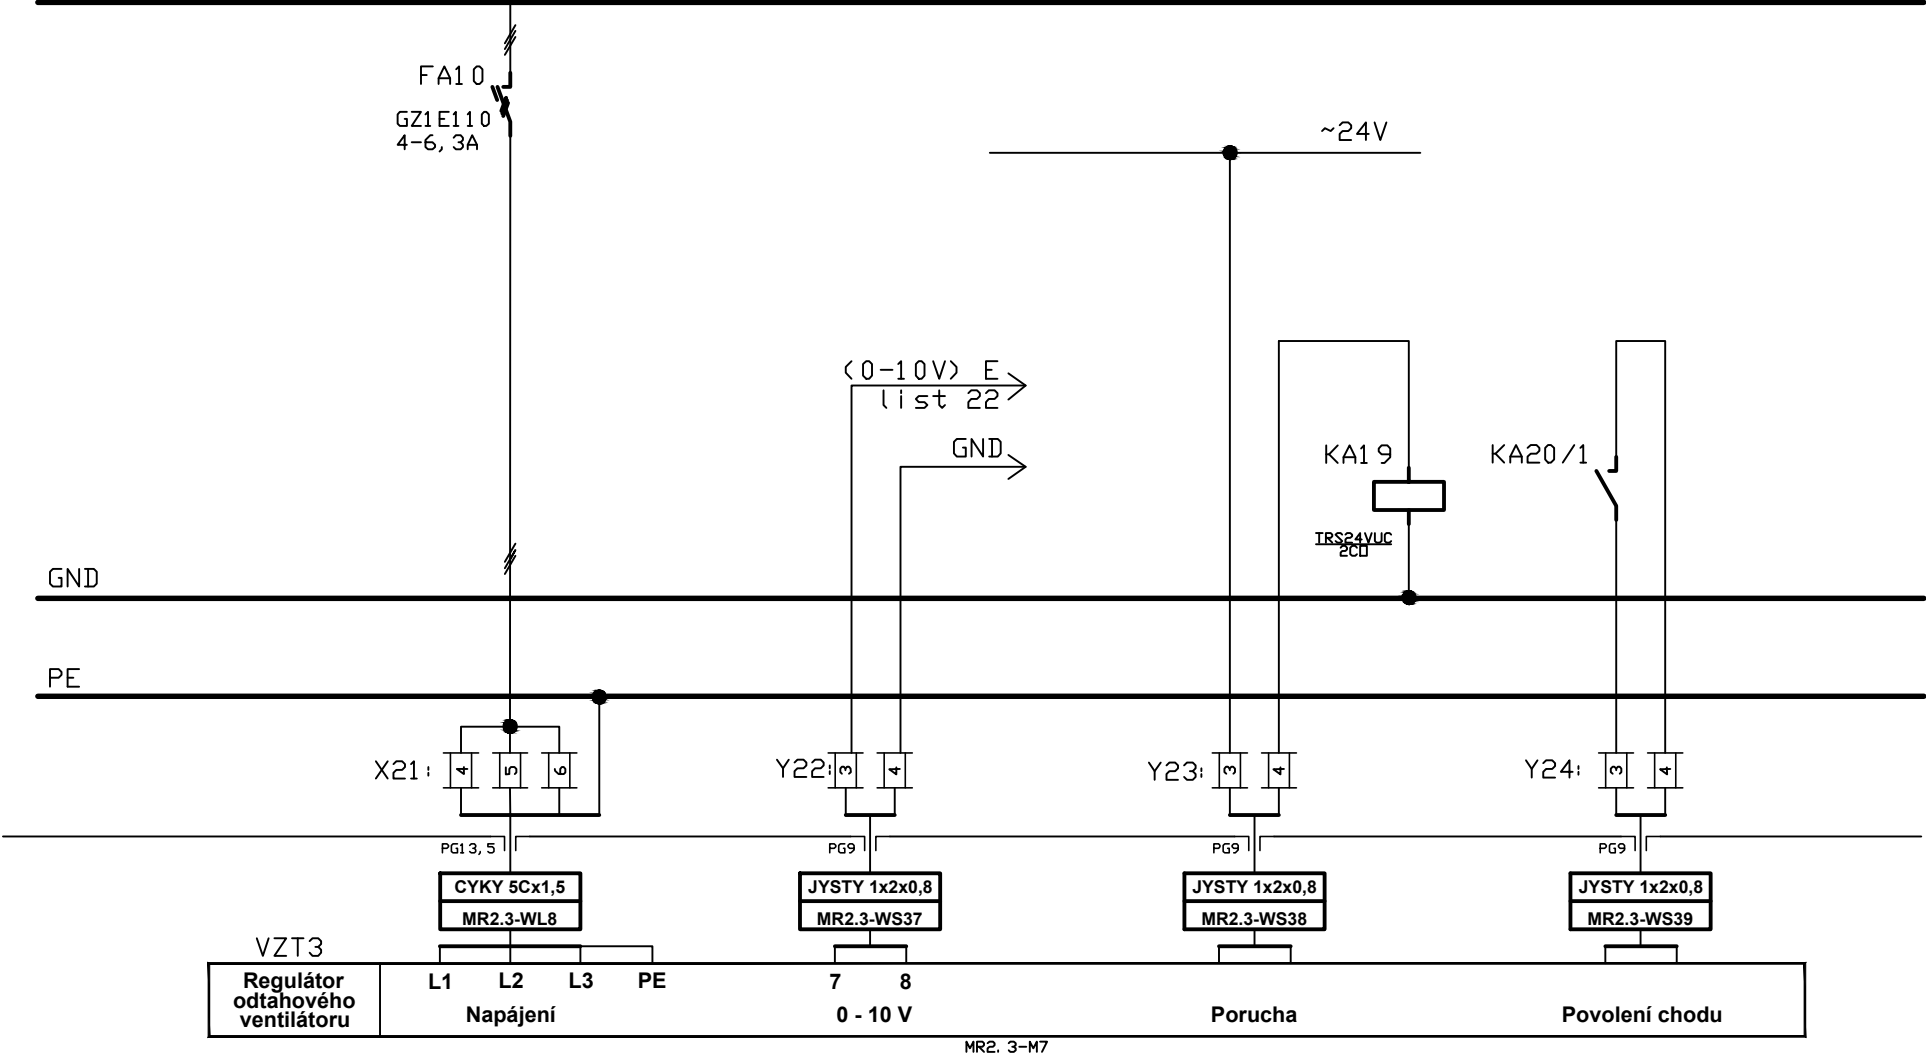 FA10
GZ1E110
4-6,3A
~24V
(0-10V) E
list 22
GND
KA19
KA20/1
TRS24VUC
2CO
GND
PE
X21: 4 5 6
Y22: 3 4
Y23: 3 4
Y24: 3 4
PG13,5 PG9 PG9 PG9
CYKY 5Cx1,5 JYSTY 1x2x0,8 JYSTY 1x2x0,8 JYSTY 1x2x0,8
MR2.3-WL8 MR2.3-WS37 MR2.3-WS38 MR2.3-WS39
VZT3
Regulátor
odtahového
ventilátoru
L1 L2 L3 PE 7 8
Napájení 0 - 10 V Porucha Povolení chodu
MR2.3-M7